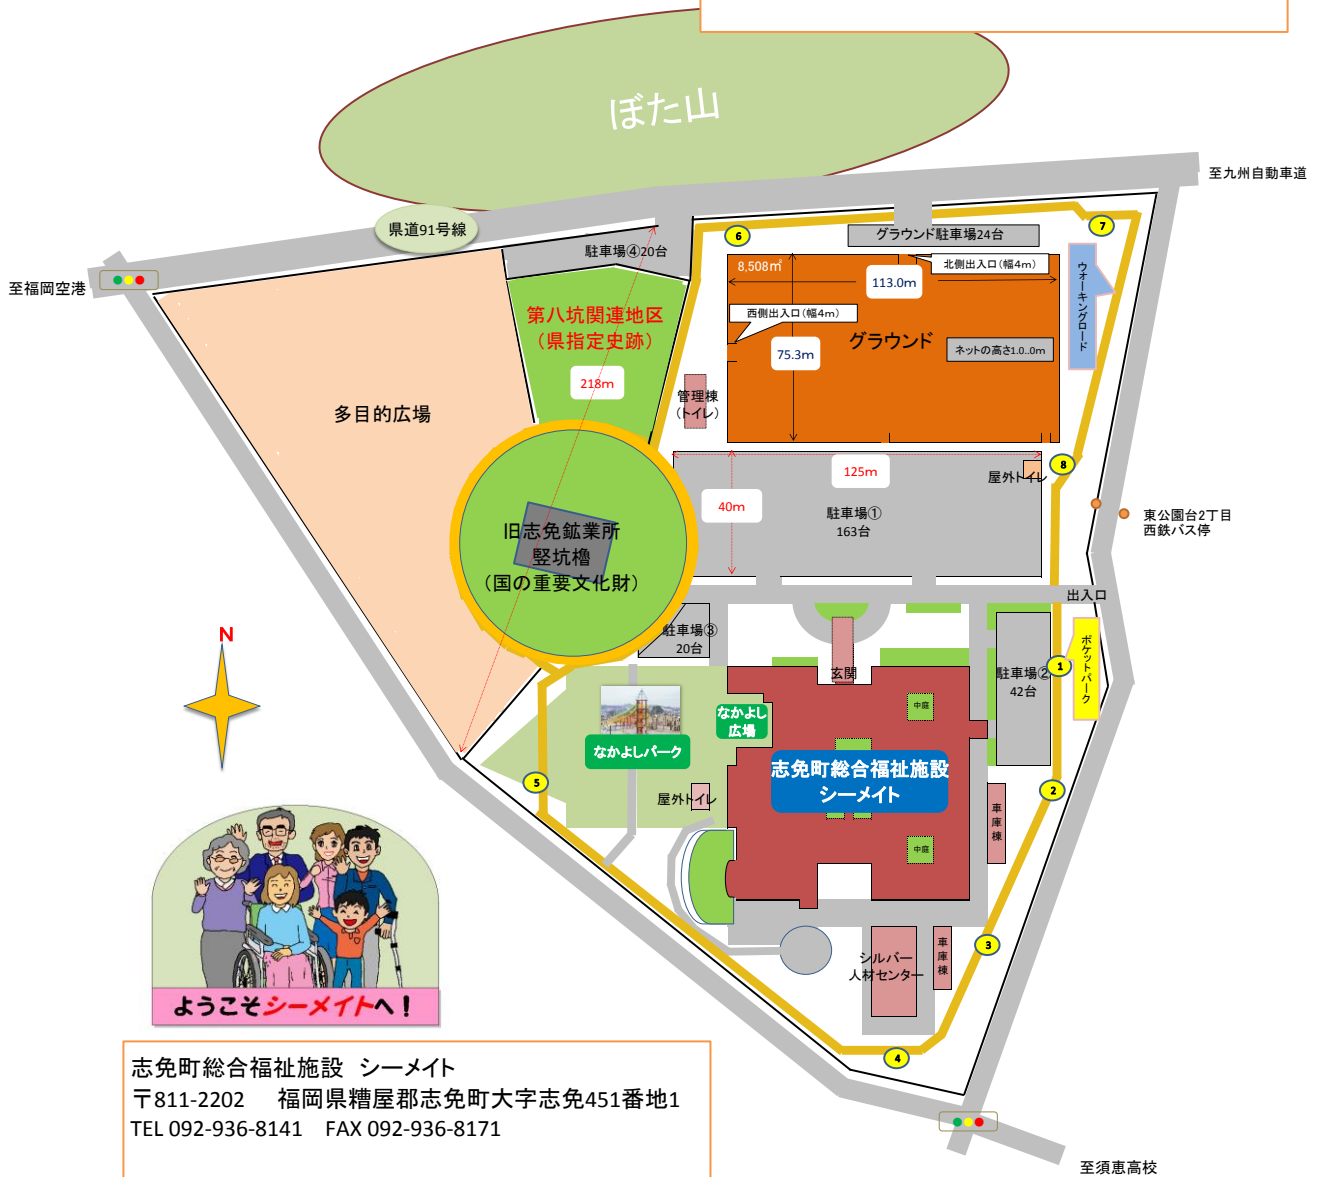 ぼた山
至九州自動車道
県道91号線
グラウンド駐車場24台
駐車場④20台
北側出入口(幅4m)
8,508㎡
113.0m
ウオーキングロード
至福岡空港
第八坑関連地区
(県指定史跡)
西側出入口(幅4m)
グラウンド
ネットの高さ1.0..0m
75.3m
218m
管理棟
(トイレ)
多目的広場
6
7
8
125m
屋外トイレ
40m
駐車場①
163台
東公園台2丁目
西鉄バス停
旧志免鉱業所
竪坑櫓
(国の重要文化財)
出入口
駐車場③
20台
N
玄関
駐車場②
42台
1
ポケットパーク
中庭
なかよし
広場
なかよしパーク
志免町総合福祉施設
シーメイト
5
2
屋外トイレ
車庫棟
中庭
3
シルバー
人材センター
車庫棟
4
ようこそシーメイトへ!
志免町総合福祉施設 シーメイト
〒811-2202 福岡県糟屋郡志免町大字志免451番地1
TEL 092-936-8141 FAX 092-936-8171
至須恵高校